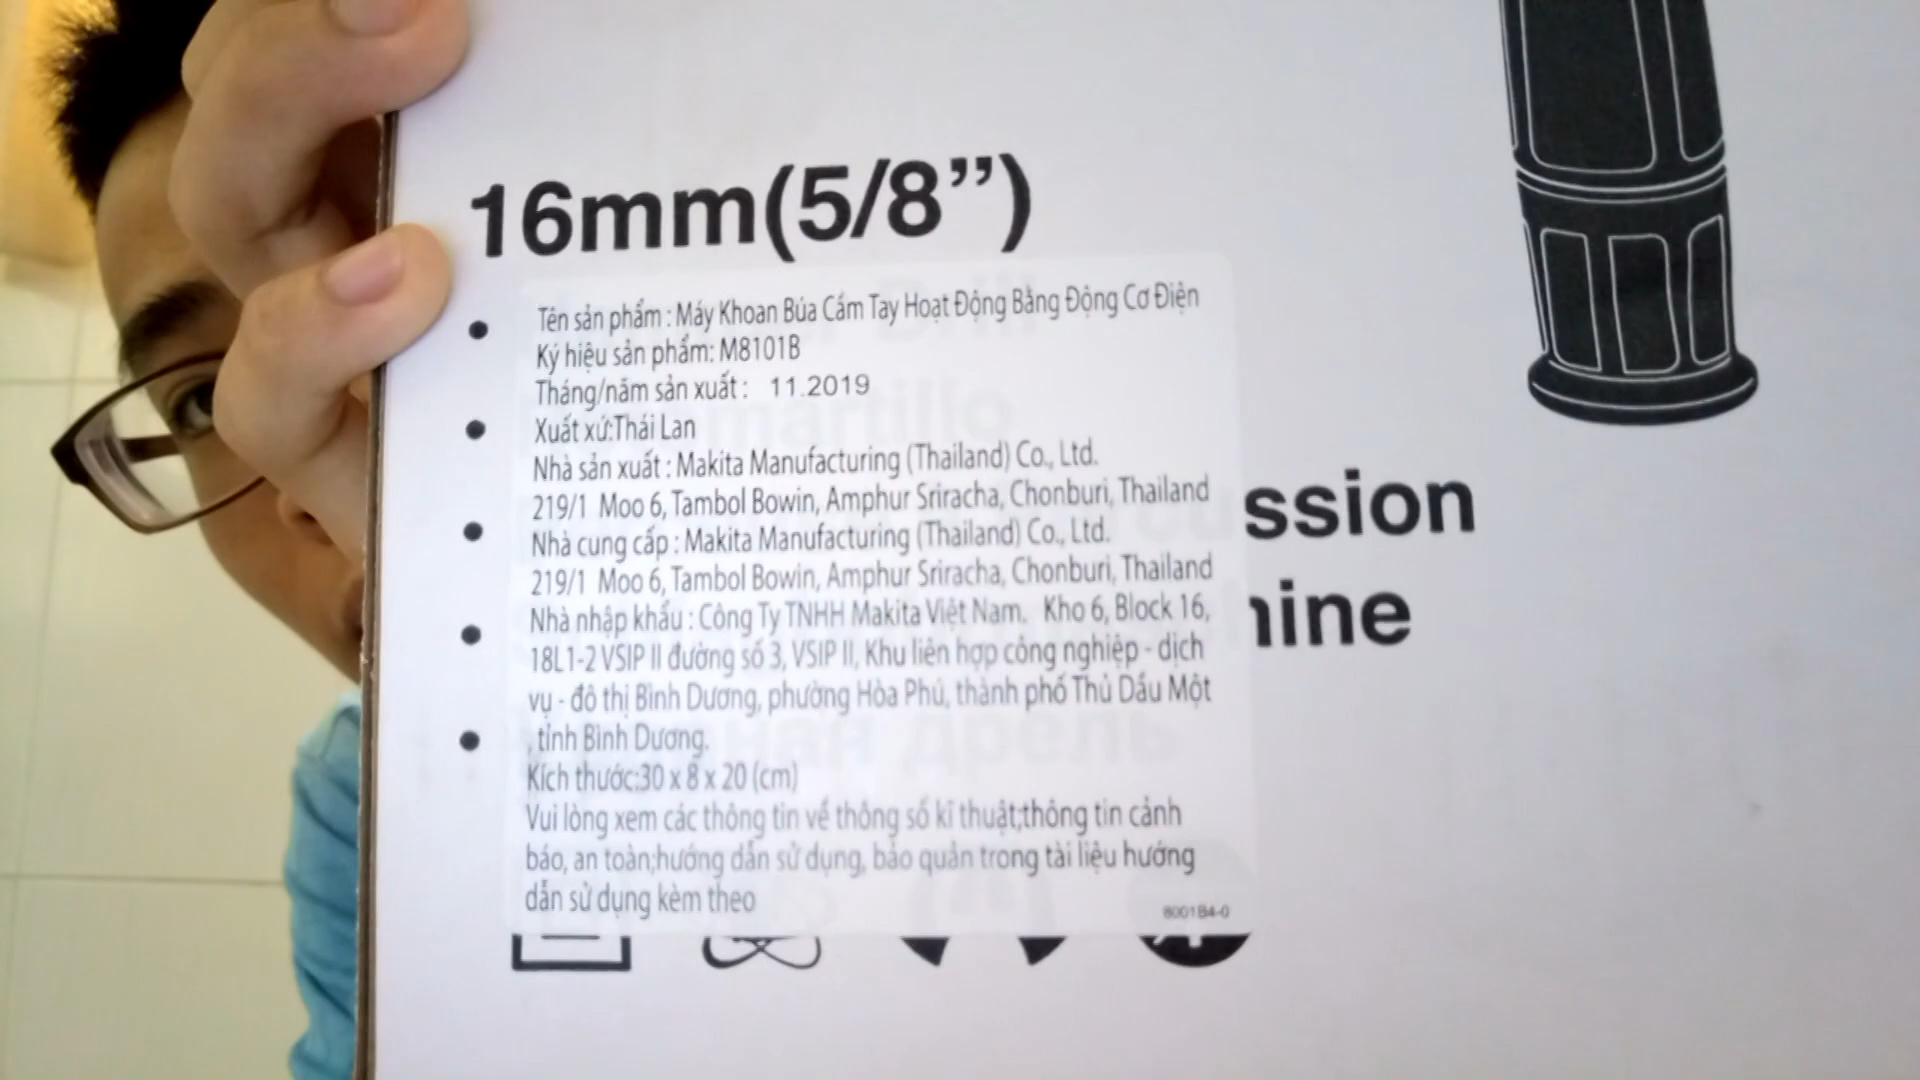 16mm(5/8”)
Tên sản phẩm : Máy Khoan Búa Cầm Tay Hoạt Động Bằng Động Cơ Điện
Ký hiệu sản phẩm: M8101B
Tháng/năm sản xuất : 11.2019
Xuất xứ:Thái Lan
Nhà sản xuất : Makita Manufacturing (Thailand) Co., Ltd.
219/1 Moo 6, Tambol Bowin, Amphur Sriracha, Chonburi, Thailand
Nhà cung cấp : Makita Manufacturing (Thailand) Co., Ltd.
219/1 Moo 6, Tambol Bowin, Amphur Sriracha, Chonburi, Thailand
Nhà nhập khẩu : Công Ty TNHH Makita Việt Nam. Kho 6, Block 16,
18L1-2 VSIP II đường số 3, VSIP II, Khu liên hợp công nghiệp - dịch
vụ - đô thị Bình Dương, phường Hòa Phú, thành phố Thủ Dầu Một
, tỉnh Bình Dương.
Kích thước:30 x 8 x 20 (cm)
Vui lòng xem các thông tin về thông số kĩ thuật;thông tin cảnh
báo, an toàn;hướng dẫn sử dụng, bảo quản trong tài liệu hướng
dẫn sử dụng kèm theo
8001B4-0
martillo
ssion
hine
дрель